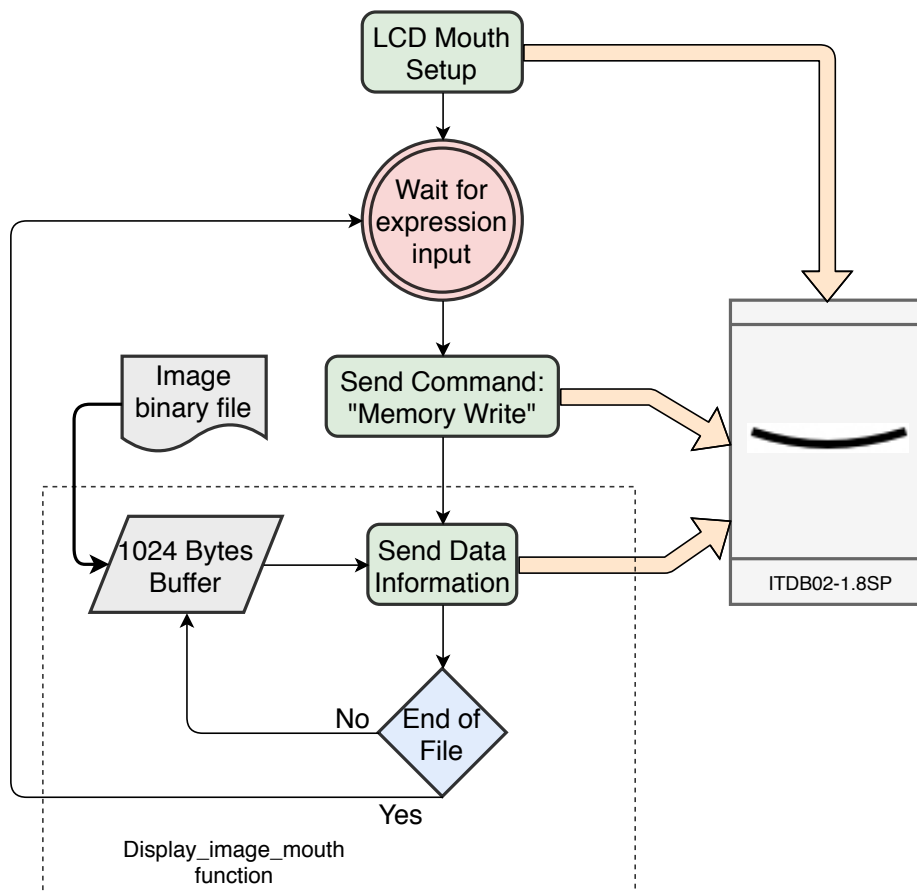 LCD Mouth
Setup
Wait for
expression
input
Image
binary file
Send Command:
"Memory Write"
1024 Bytes
Buffer
Send Data
Information
ITDB02-1.8SP
No
End of
File
Yes
Display_image_mouth
function